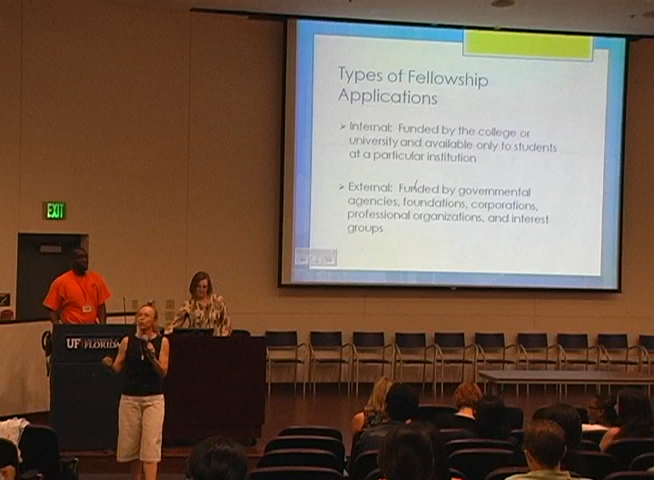 Types of Fellowship
Applications
➢ Internal: Funded by the college or
university and available only to students
at a particular institution
➢ External: Funded by governmental
agencies, foundations, corporations,
professional organizations, and interest
groups
EXIT
UF
FLORIDA